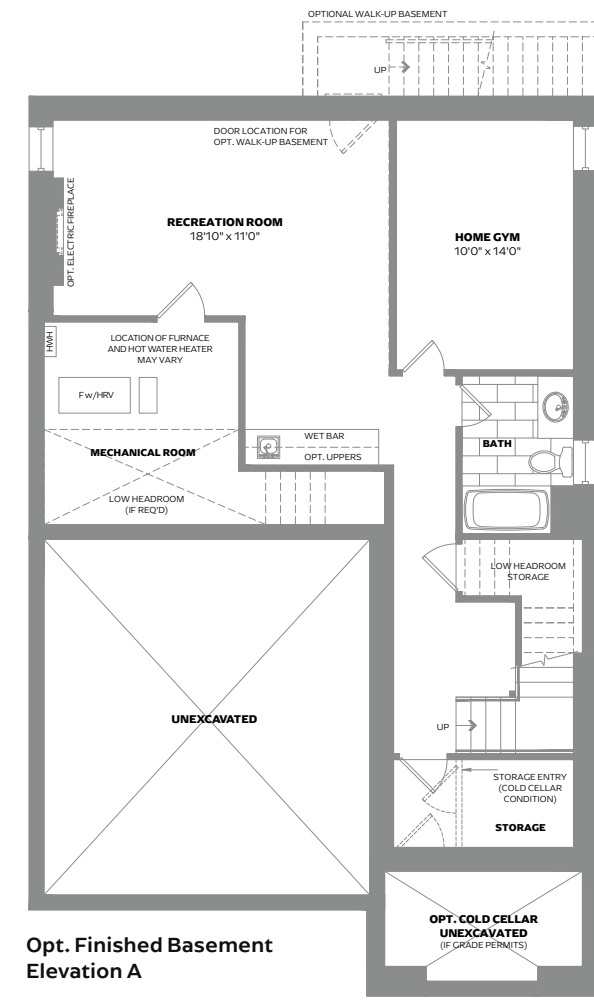 OPTIONAL WALK-UP BASEMENT
UP
DOOR LOCATION FOR
OPT. WALK-UP BASEMENT
OPT. ELECTRIC FIREPLACE
RECREATION ROOM
18'10" x 11'0"
HOME GYM
10'0" x 14'0"
HWH
LOCATION OF FURNACE
AND HOT WATER HEATER
MAY VARY
F w/HRV
WET BAR
OPT. UPPERS
BATH
MECHANICAL ROOM
LOW HEADROOM
(IF REQ'D)
LOW HEADROOM
STORAGE
UNEXCAVATED
UP
STORAGE ENTRY
(COLD CELLAR
CONDITION)
STORAGE
OPT. COLD CELLAR
UNEXCAVATED
(IF GRADE PERMITS)
Opt. Finished Basement
Elevation A